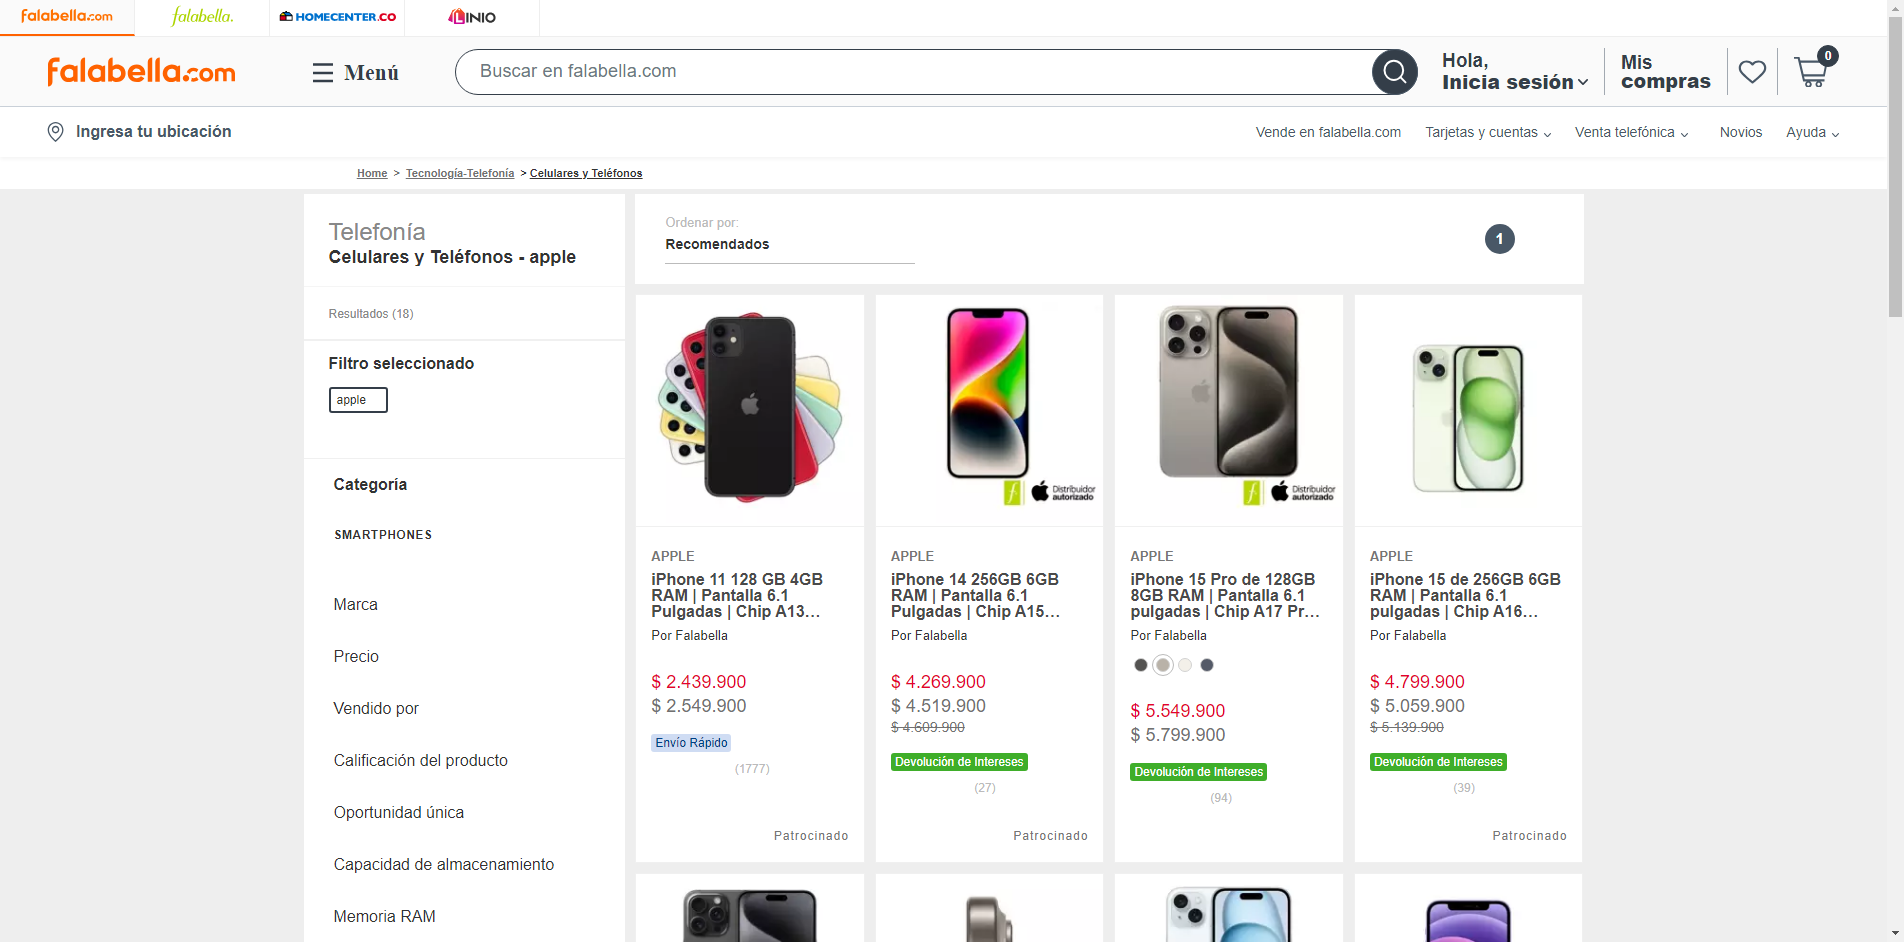 falabella.com
falabella.
HOMECENTER.CO
LINIO
falabella.com
Menú
Buscar en falabella.com
Hola,
Inicia sesión
Mis
compras
0
Ingresa tu ubicación
Vende en falabella.com
Tarjetas y cuentas
Venta telefónica
Novios
Ayuda
Home > Tecnología-Telefonía > Celulares y Teléfonos
Telefonía
Celulares y Teléfonos - apple
Resultados (18)
Filtro seleccionado
apple
Categoría
SMARTPHONES
Marca
Precio
Vendido por
Calificación del producto
Oportunidad única
Capacidad de almacenamiento
Memoria RAM
Ordenar por:
Recomendados
1
APPLE
iPhone 11 128 GB 4GB
RAM | Pantalla 6.1
Pulgadas | Chip A13...
Por Falabella
$ 2.439.900
$ 2.549.900
Envío Rápido
(1777)
Patrocinado
f.
Distribuidor
autorizado
APPLE
iPhone 14 256GB 6GB
RAM | Pantalla 6.1
Pulgadas | Chip A15...
Por Falabella
$ 4.269.900
$ 4.519.900
$ 4.609.900
Devolución de Intereses
(27)
Patrocinado
f.
Distribuidor
autorizado
APPLE
iPhone 15 Pro de 128GB
8GB RAM | Pantalla 6.1
pulgadas | Chip A17 Pr...
Por Falabella
$ 5.549.900
$ 5.799.900
Devolución de Intereses
(94)
APPLE
iPhone 15 de 256GB 6GB
RAM | Pantalla 6.1
pulgadas | Chip A16...
Por Falabella
$ 4.799.900
$ 5.059.900
$ 5.139.900
Devolución de Intereses
(39)
Patrocinado